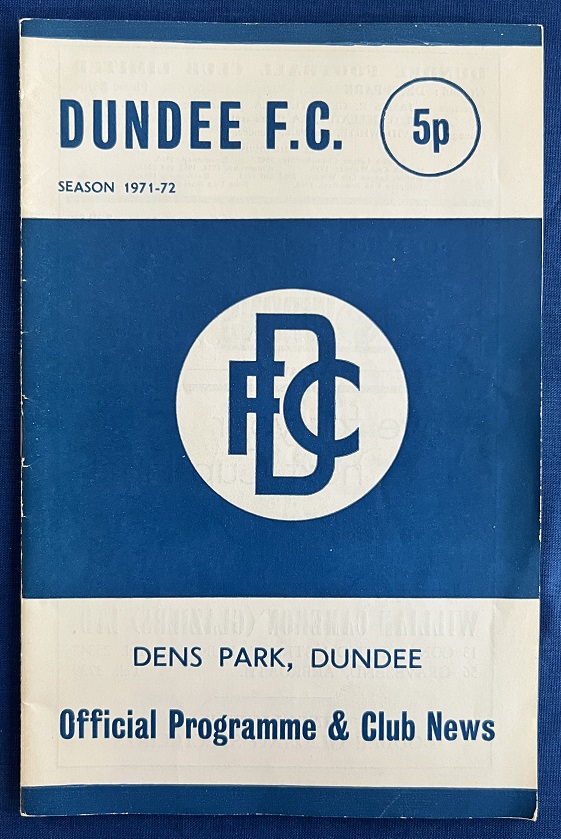 DUNDEE F.C.
5p
SEASON 1971-72
DFC
DENS PARK, DUNDEE
Official Programme & Club News